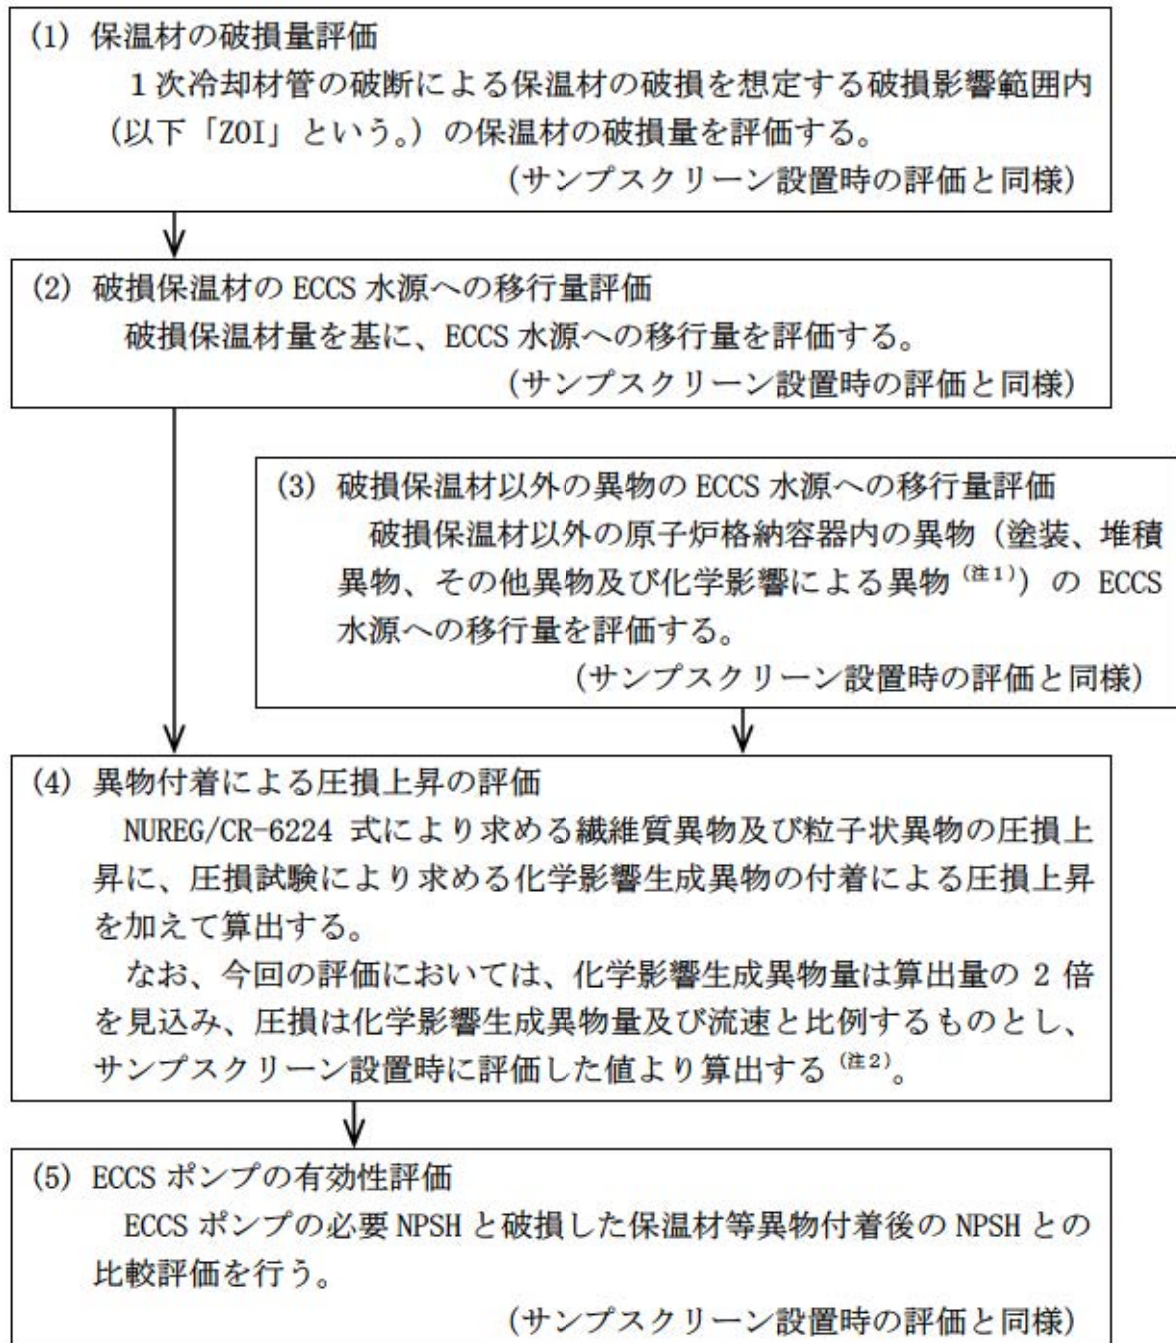 (1) 保温材の破損量評価
1次冷却材管の破断による保温材の破損を想定する破損影響範囲内
(以下「ZOI」という。)の保温材の破損量を評価する。
(サンプスクリーン設置時の評価と同様)
(2) 破損保温材の ECCS 水源への移行量評価
破損保温材量を基に、ECCS 水源への移行量を評価する。
(サンプスクリーン設置時の評価と同様)
(3) 破損保温材以外の異物の ECCS 水源への移行量評価
破損保温材以外の原子炉格納容器内の異物(塗装、堆積
異物、その他異物及び化学影響による異物(注1))の ECCS
水源への移行量を評価する。
(サンプスクリーン設置時の評価と同様)
(4) 異物付着による圧損上昇の評価
NUREG/CR-6224 式により求める繊維質異物及び粒子状異物の圧損上
昇に、圧損試験により求める化学影響生成異物の付着による圧損上昇
を加えて算出する。
なお、今回の評価においては、化学影響生成異物量は算出量の 2 倍
を見込み、圧損は化学影響生成異物量及び流速と比例するものとし、
サンプスクリーン設置時に評価した値より算出する(注2)。
(5) ECCS ポンプの有効性評価
ECCS ポンプの必要 NPSH と破損した保温材等異物付着後の NPSH との
比較評価を行う。
(サンプスクリーン設置時の評価と同様)